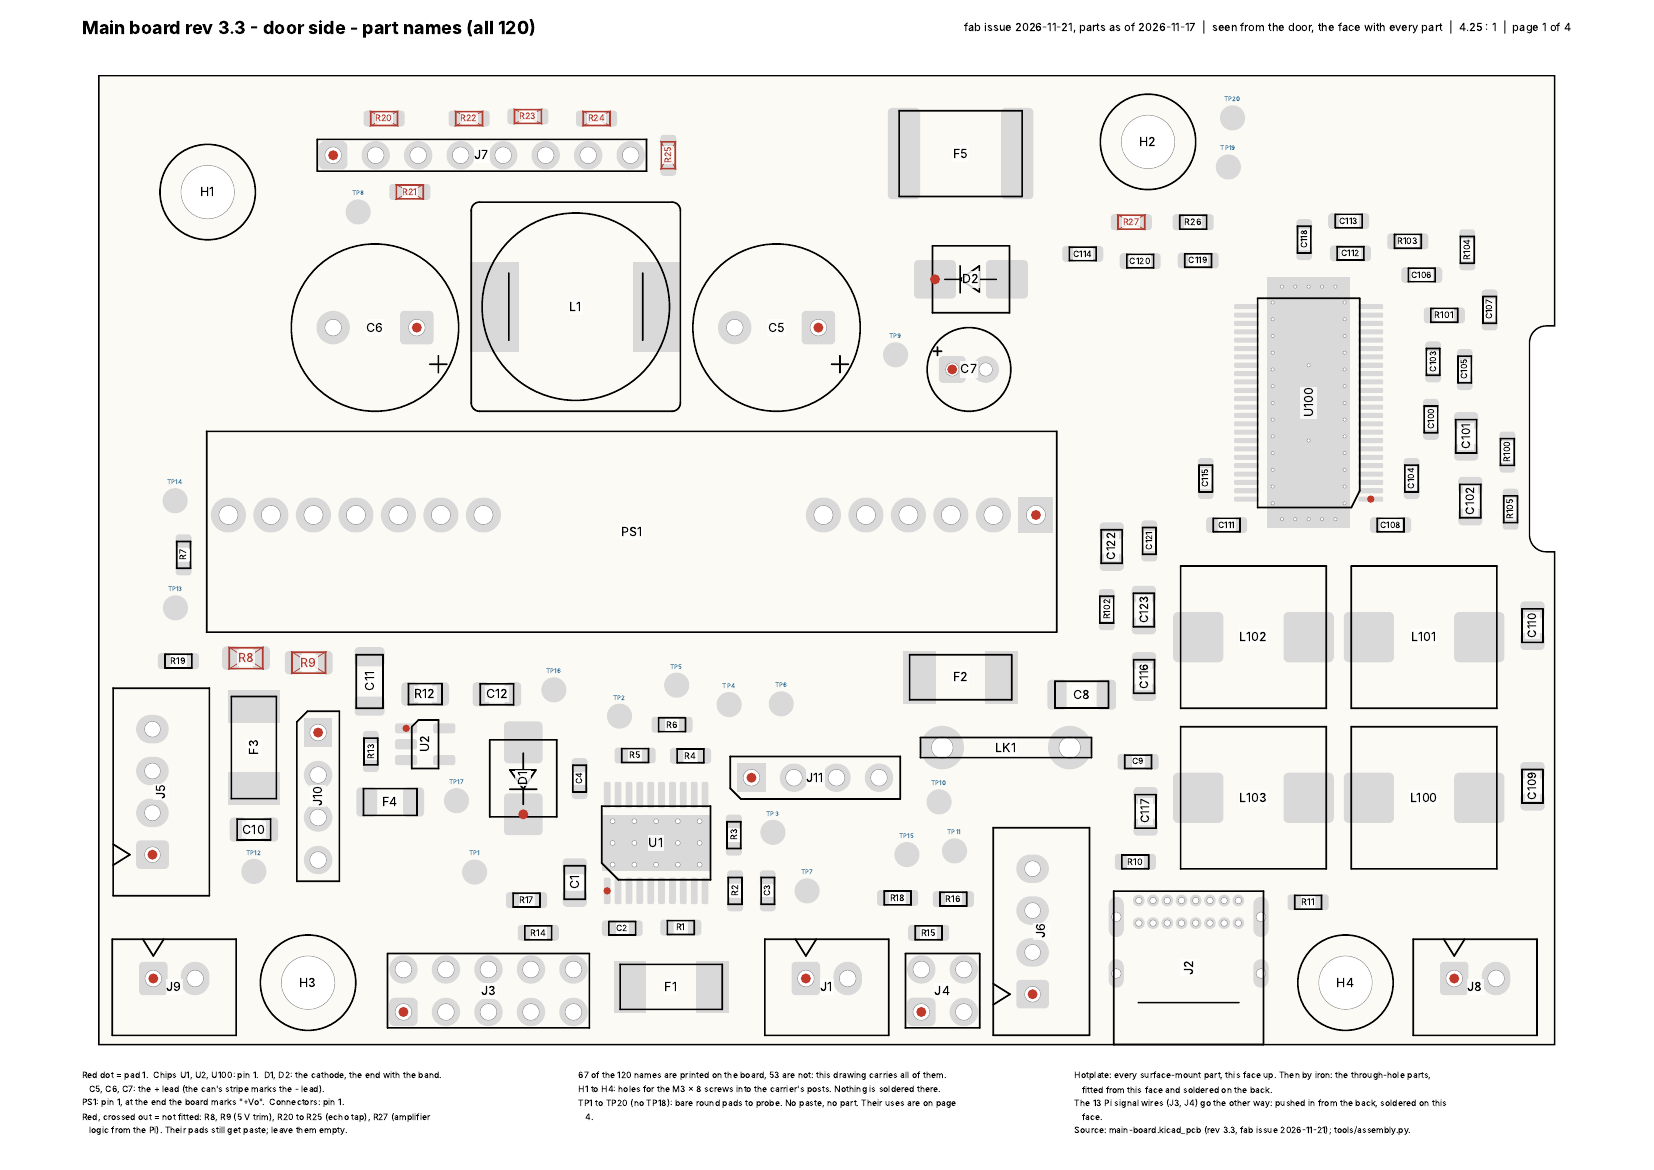 Main board rev 3.3 - door side - part names (all 120)
fab issue 2026-11-21, parts as of 2026-11-17 | seen from the door, the face with every part | 4.25 : 1 | page 1 of 4
R20
R22
R23
R24
R25
J7
R21
TP8
H1
F5
H2
TP20
TP19
R27
R26
C113
C118
C112
R103
R104
C114
C120
C119
C106
D2
L1
C6
C5
TP9
C7
R101
C107
C103
C105
U100
C100
C101
R100
C115
C104
C102
R105
C111
C108
TP14
R7
TP13
PS1
C122
C121
R102
C123
L102
L101
C110
R19
R8
R9
C11
R12
C12
TP16
TP5
TP2
TP4
TP6
F2
C8
C116
R6
R5
R4
LK1
C9
J5
F3
J10
R13
U2
D1
C4
J11
TP10
F4
TP17
C10
TP12
TP1
U1
R3
TP3
TP15
TP11
C117
L103
L100
C109
R10
C1
R2
C3
TP7
R17
R18
R16
R14
C2
R1
R15
J6
J2
R11
J9
H3
J3
F1
J1
J4
H4
J8
Red dot = pad 1. Chips U1, U2, U100: pin 1. D1, D2: the cathode, the end with the band.
C5, C6, C7: the + lead (the can's stripe marks the - lead).
PS1: pin 1, at the end the board marks "+Vo". Connectors: pin 1.
Red, crossed out = not fitted: R8, R9 (5 V trim), R20 to R25 (echo tap), R27 (amplifier
logic from the Pi). Their pads still get paste; leave them empty.
67 of the 120 names are printed on the board, 53 are not: this drawing carries all of them.
H1 to H4: holes for the M3 × 8 screws into the carrier's posts. Nothing is soldered there.
TP1 to TP20 (no TP18): bare round pads to probe. No paste, no part. Their uses are on page
4.
Hotplate: every surface-mount part, this face up. Then by iron: the through-hole parts,
fitted from this face and soldered on the back.
The 13 Pi signal wires (J3, J4) go the other way: pushed in from the back, soldered on this
face.
Source: main-board.kicad_pcb (rev 3.3, fab issue 2026-11-21); tools/assembly.py.